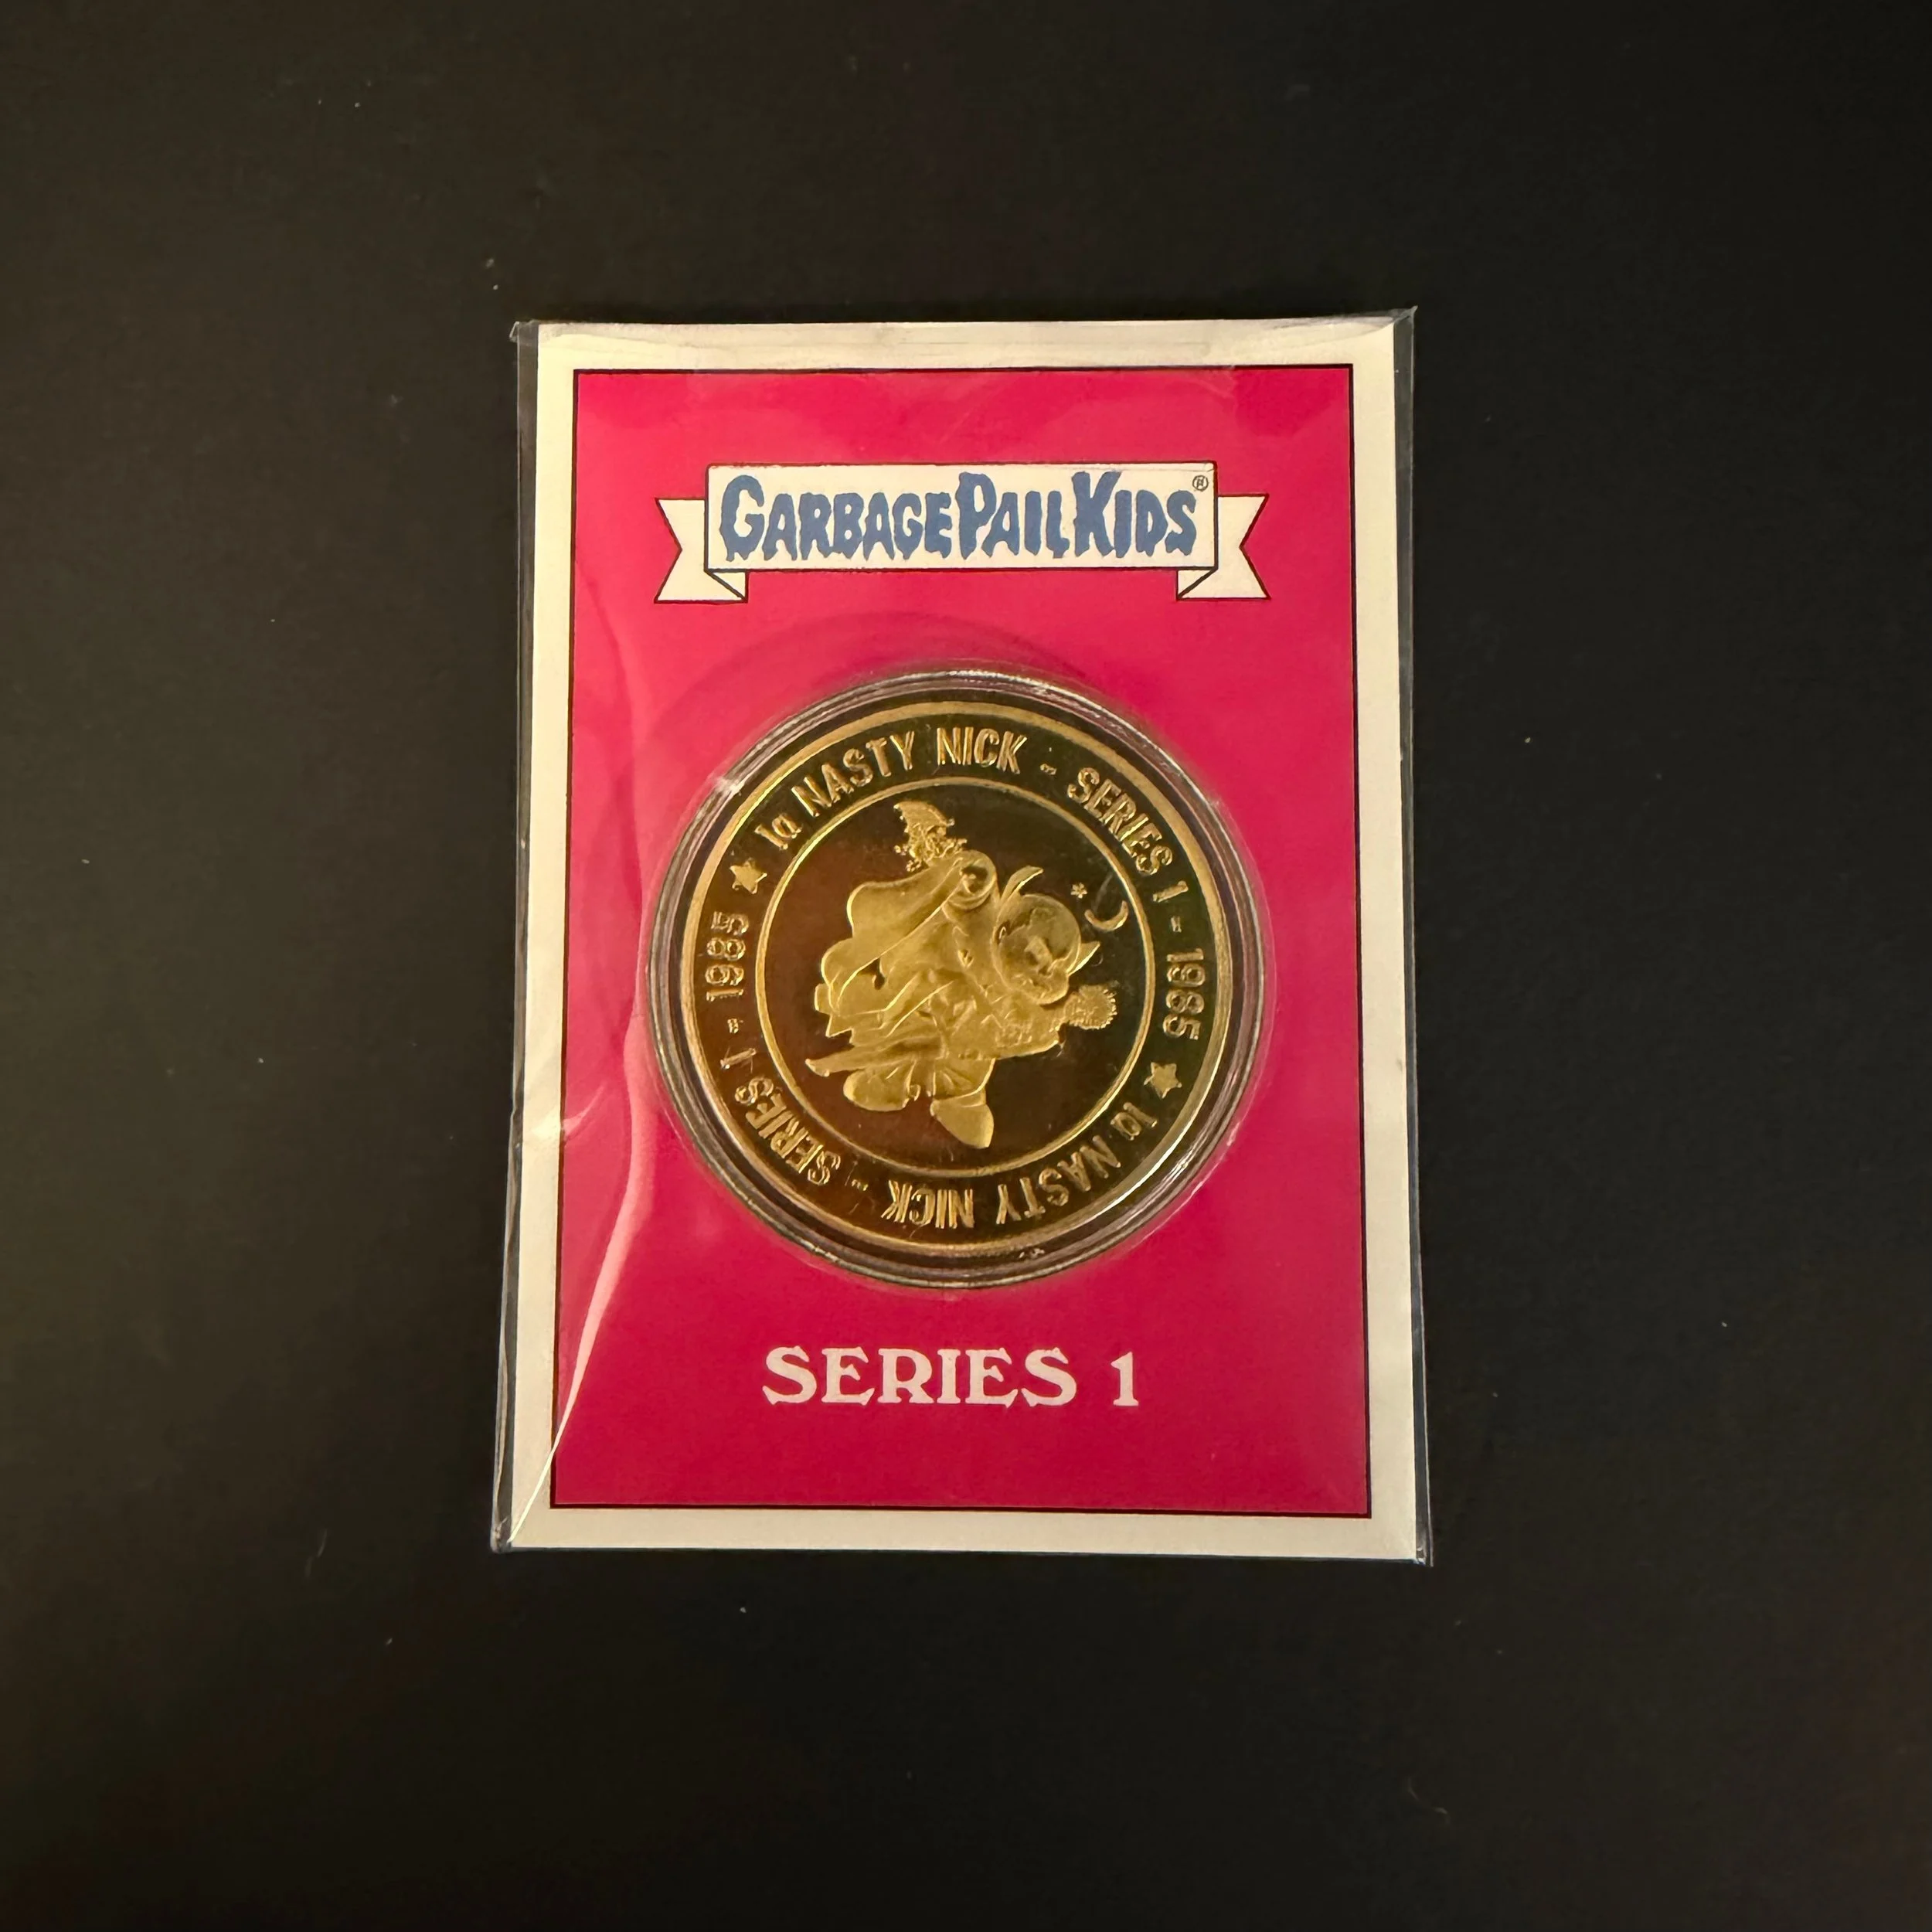 GARBAGE PAIL KIDS®
1a NASTY NICK - SERIES 1 - 1985 ★ 1a NASTY NICK - SERIES 1 - 1985 ★
SERIES 1